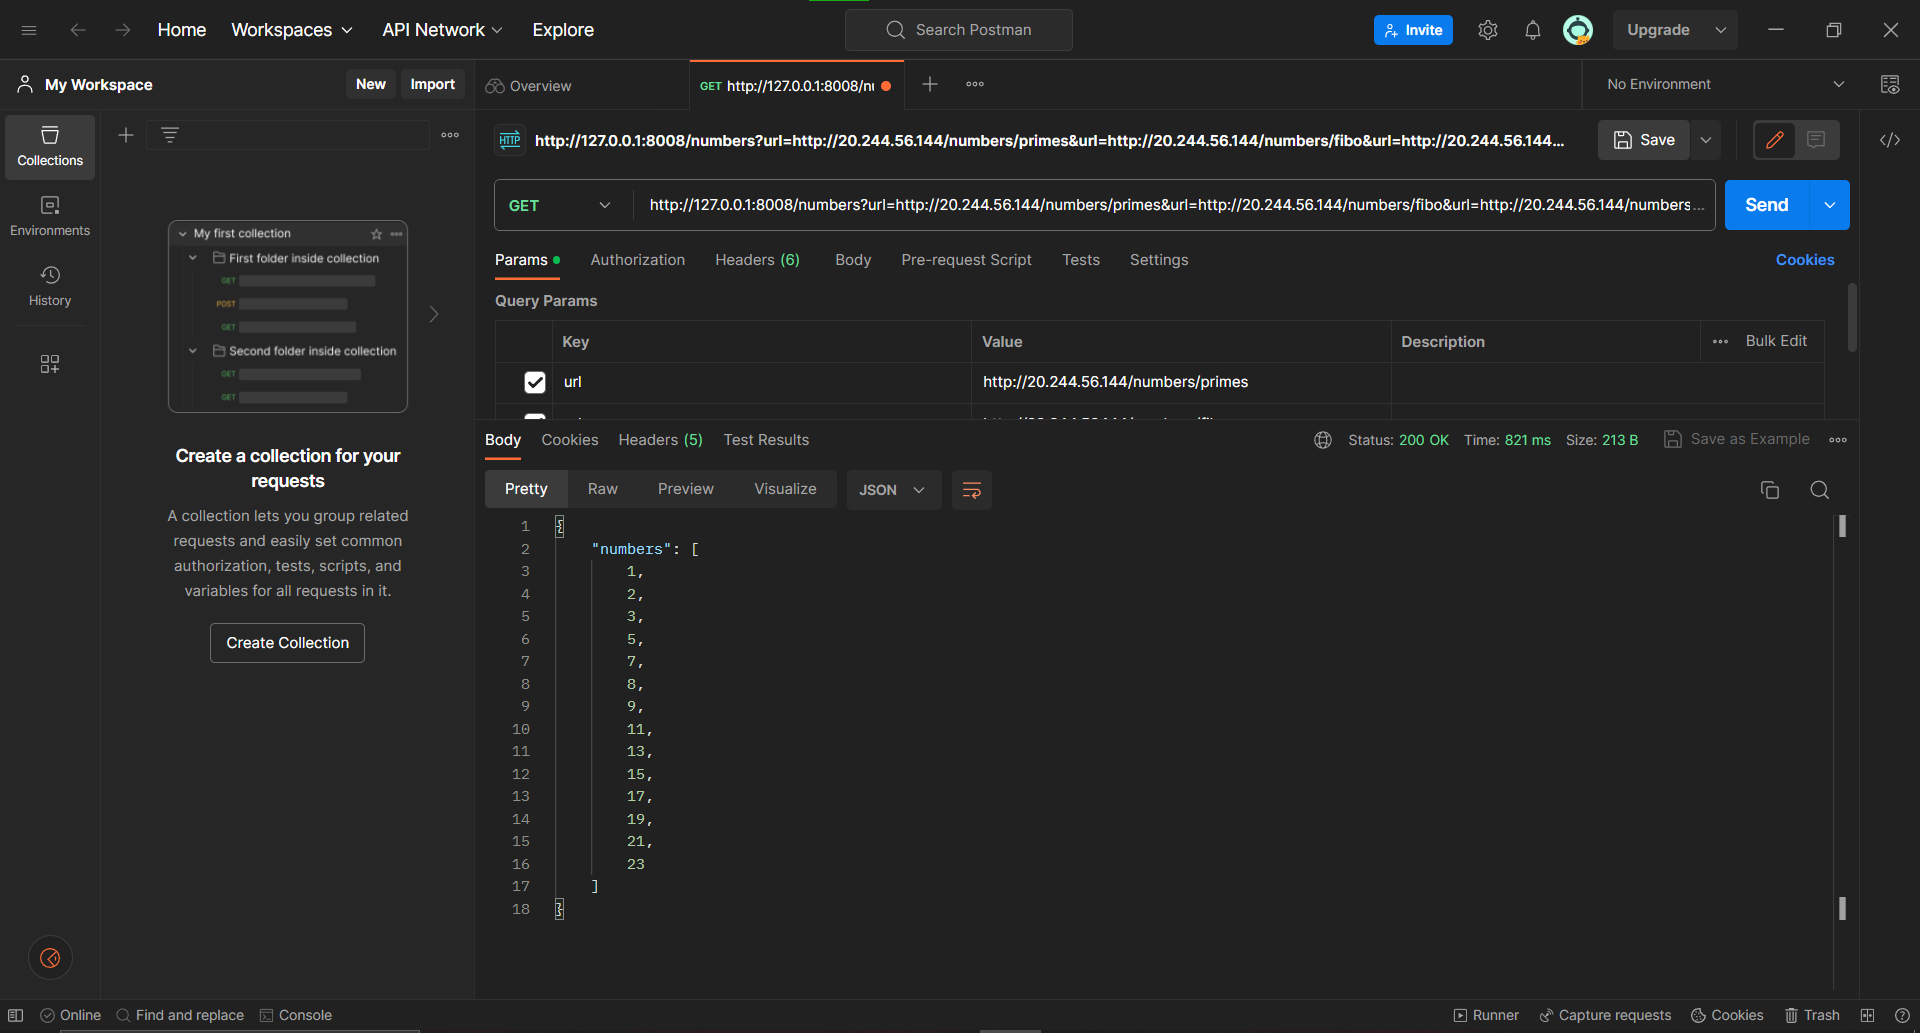 Home Workspaces API Network Explore Search Postman Invite Upgrade
My Workspace New Import Overview GET http://127.0.0.1:8008/nu No Environment
Collections
Environments
History
My first collection
First folder inside collection
GET
POST
GET
Second folder inside collection
GET
GET
Create a collection for your
requests
A collection lets you group related
requests and easily set common
authorization, tests, scripts, and
variables for all requests in it.
Create Collection
HTTP http://127.0.0.1:8008/numbers?url=http://20.244.56.144/numbers/primes&url=http://20.244.56.144/numbers/fibo&url=http://20.244.56.144... Save
GET http://127.0.0.1:8008/numbers?url=http://20.244.56.144/numbers/primes&url=http://20.244.56.144/numbers/fibo&url=http://20.244.56.144/numbers... Send
Params Authorization Headers (6) Body Pre-request Script Tests Settings Cookies
Query Params
Key Value Description Bulk Edit
url http://20.244.56.144/numbers/primes
Body Cookies Headers (5) Test Results Status: 200 OK Time: 821 ms Size: 213 B Save as Example
Pretty Raw Preview Visualize JSON
1 {
2 "numbers": [
3 1,
4 2,
5 3,
6 5,
7 7,
8 8,
9 9,
10 11,
11 13,
12 15,
13 17,
14 19,
15 21,
16 23
17 ]
18 }
Online Find and replace Console Runner Capture requests Cookies Trash